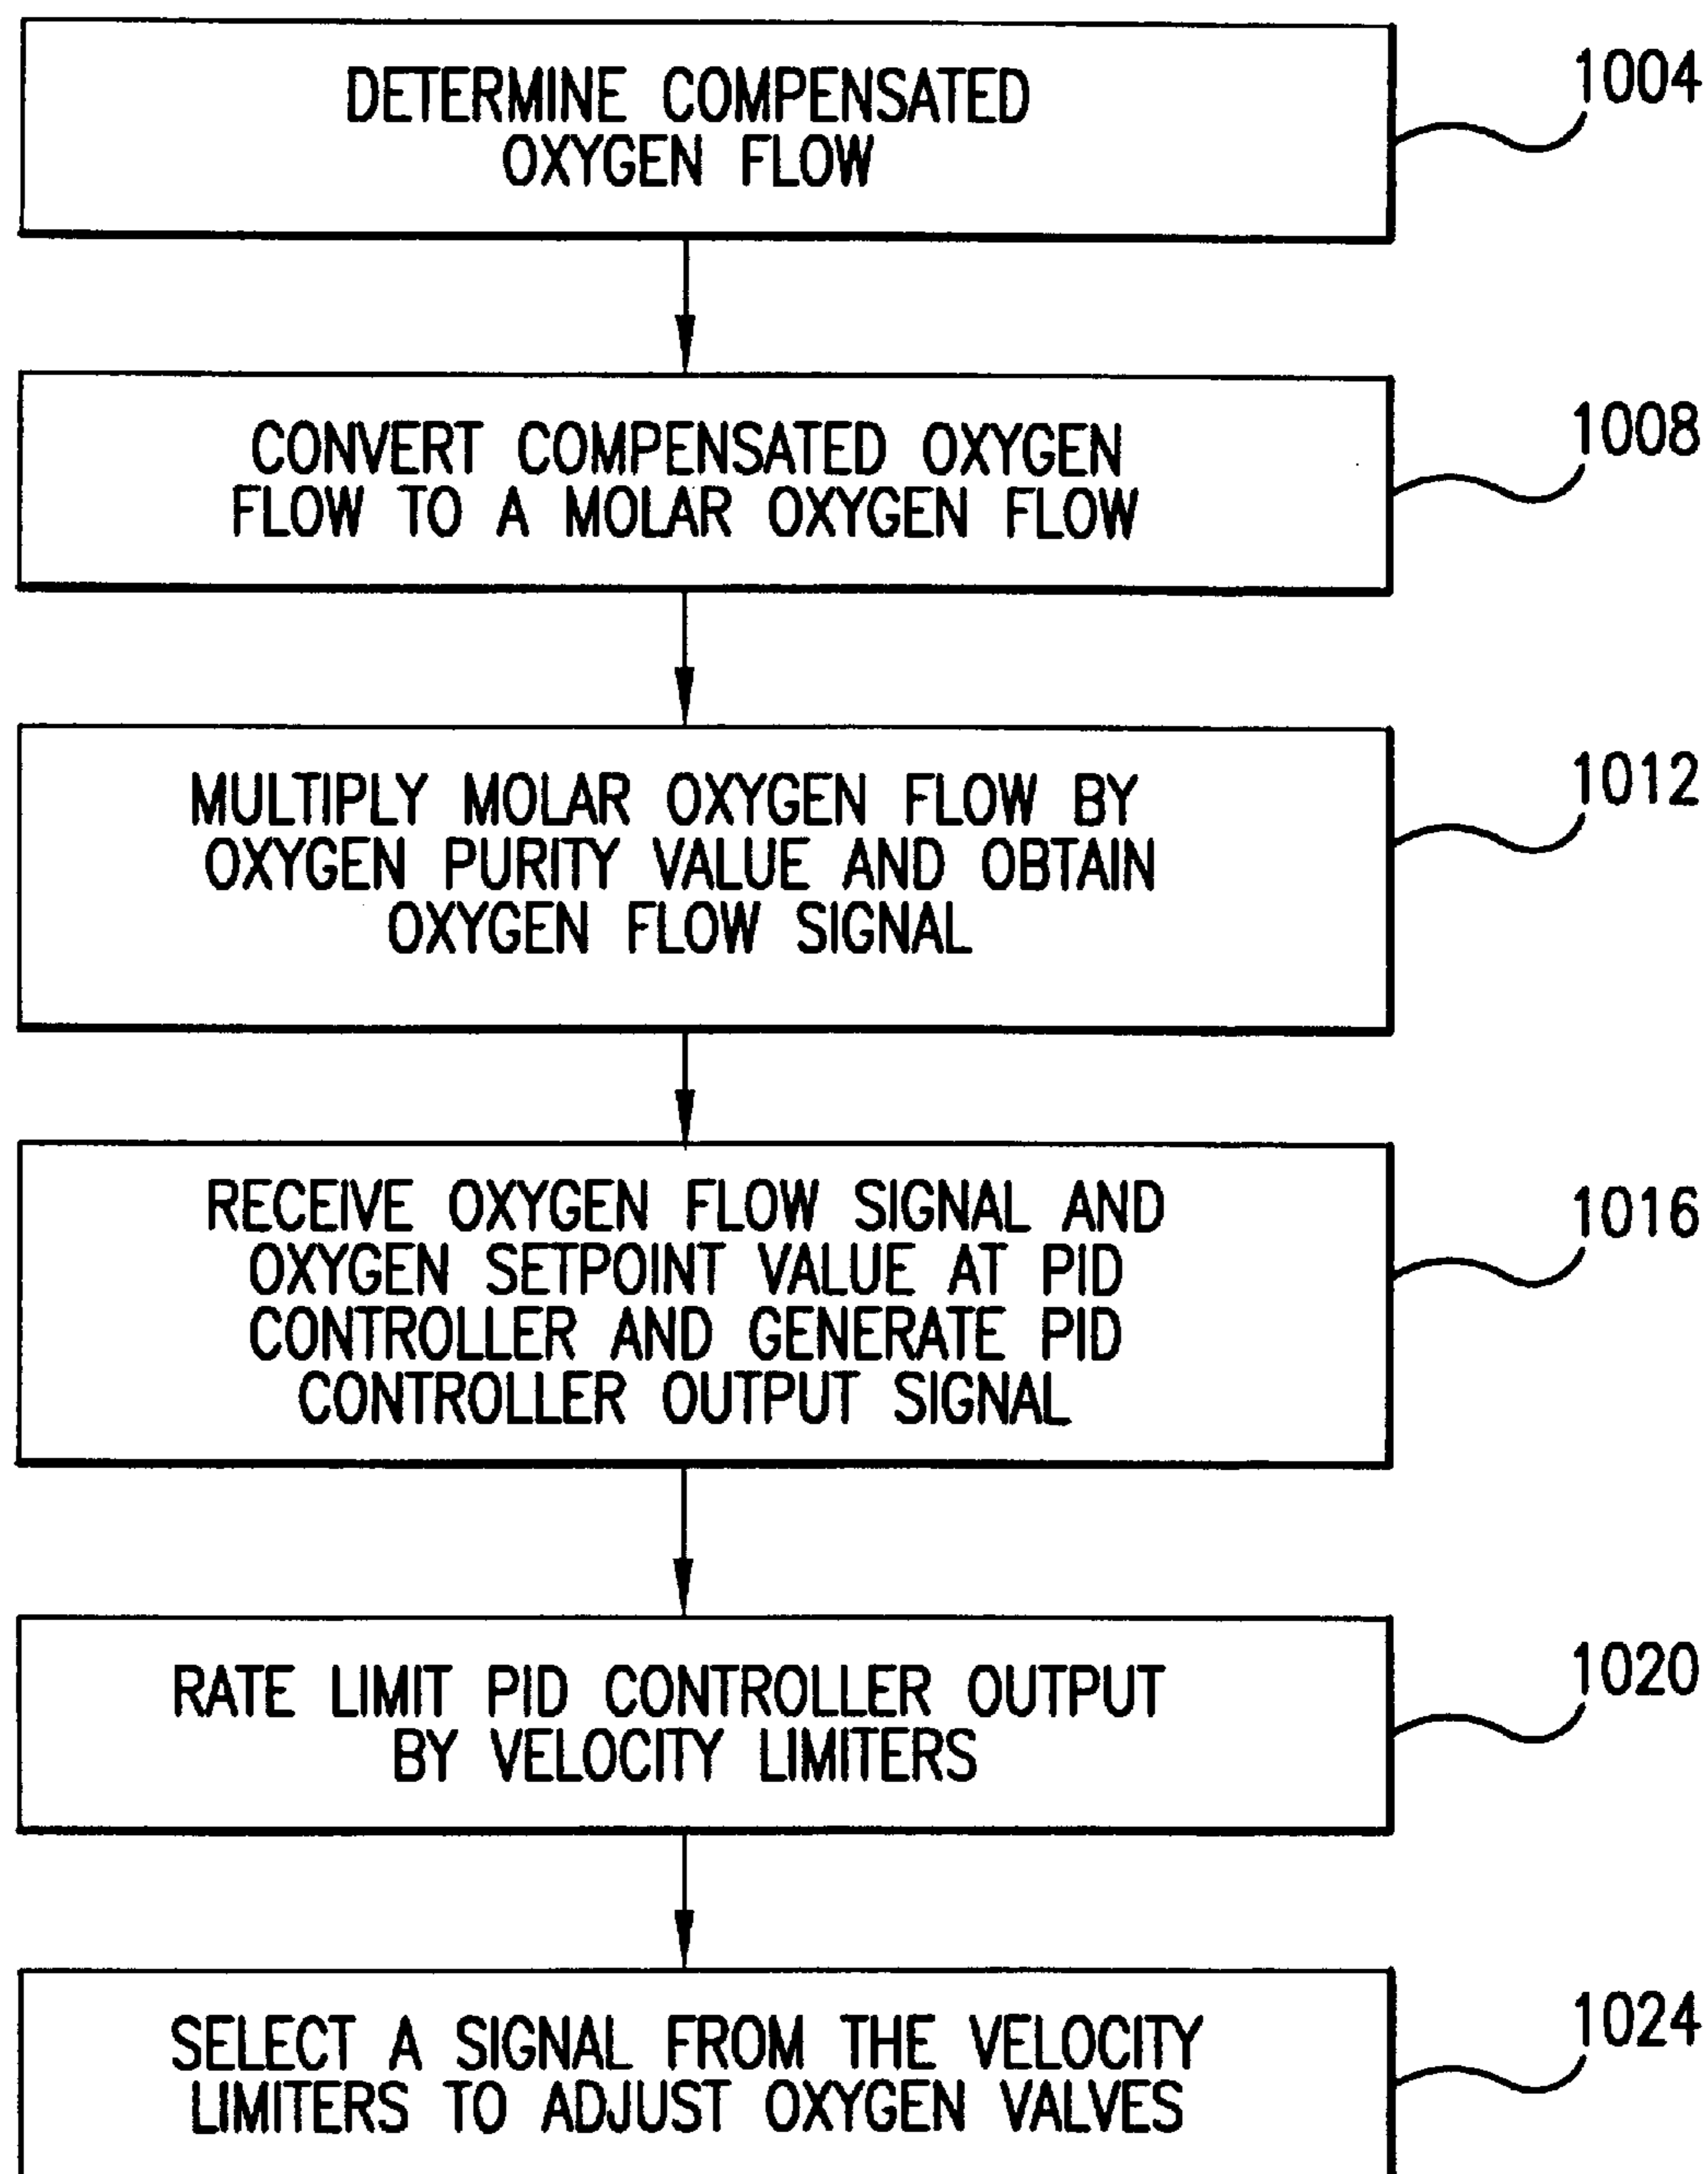 DETERMINE COMPENSATED
OXYGEN FLOW
1004
CONVERT COMPENSATED OXYGEN
FLOW TO A MOLAR OXYGEN FLOW
1008
MULTIPLY MOLAR OXYGEN FLOW BY
OXYGEN PURITY VALUE AND OBTAIN
OXYGEN FLOW SIGNAL
1012
RECEIVE OXYGEN FLOW SIGNAL AND
OXYGEN SETPOINT VALUE AT PID
CONTROLLER AND GENERATE PID
CONTROLLER OUTPUT SIGNAL
1016
RATE LIMIT PID CONTROLLER OUTPUT
BY VELOCITY LIMITERS
1020
SELECT A SIGNAL FROM THE VELOCITY
LIMITERS TO ADJUST OXYGEN VALVES
1024